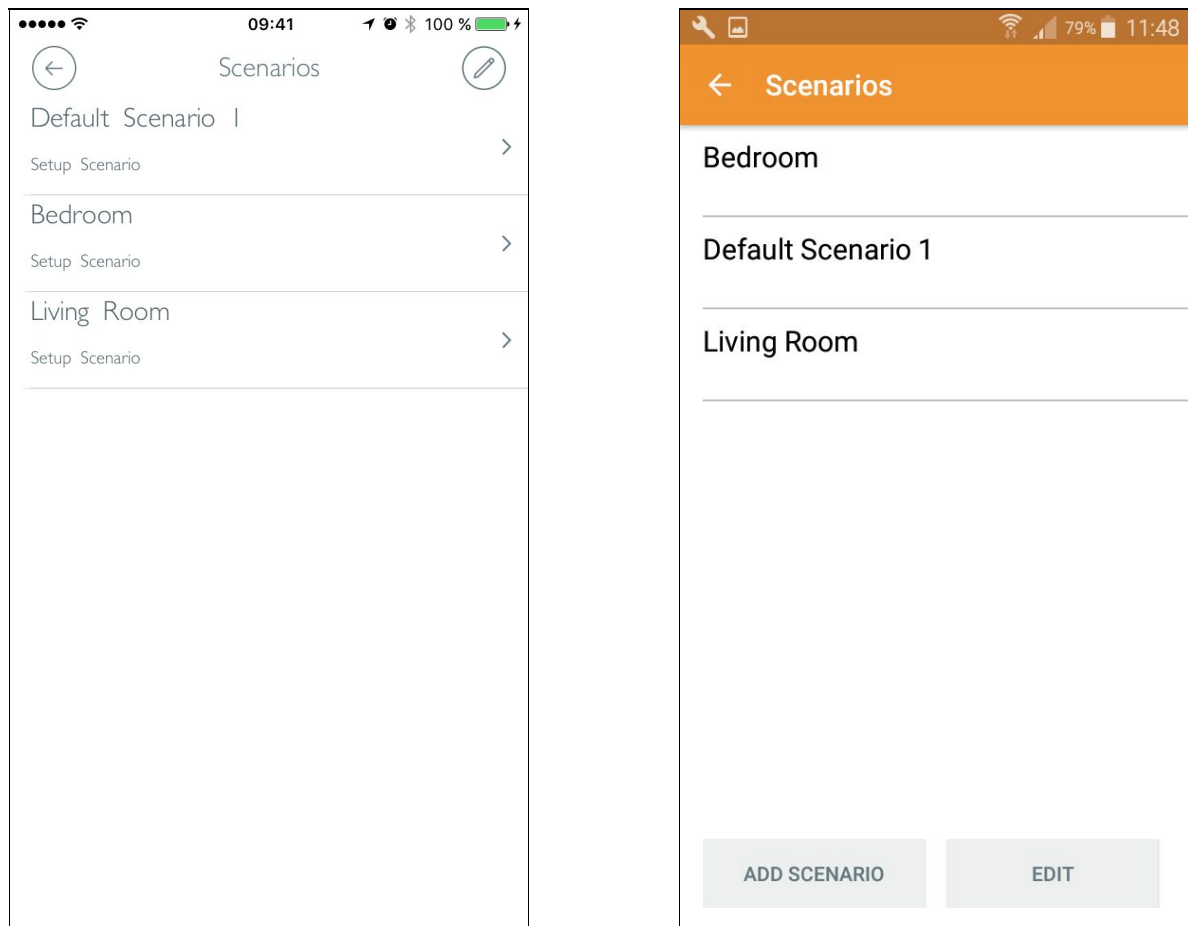 09:41
100 %
Scenarios
Default Scenario 1
Setup Scenario
Bedroom
Setup Scenario
Living Room
Setup Scenario
79% 11:48
Scenarios
Bedroom
Default Scenario 1
Living Room
ADD SCENARIO
EDIT